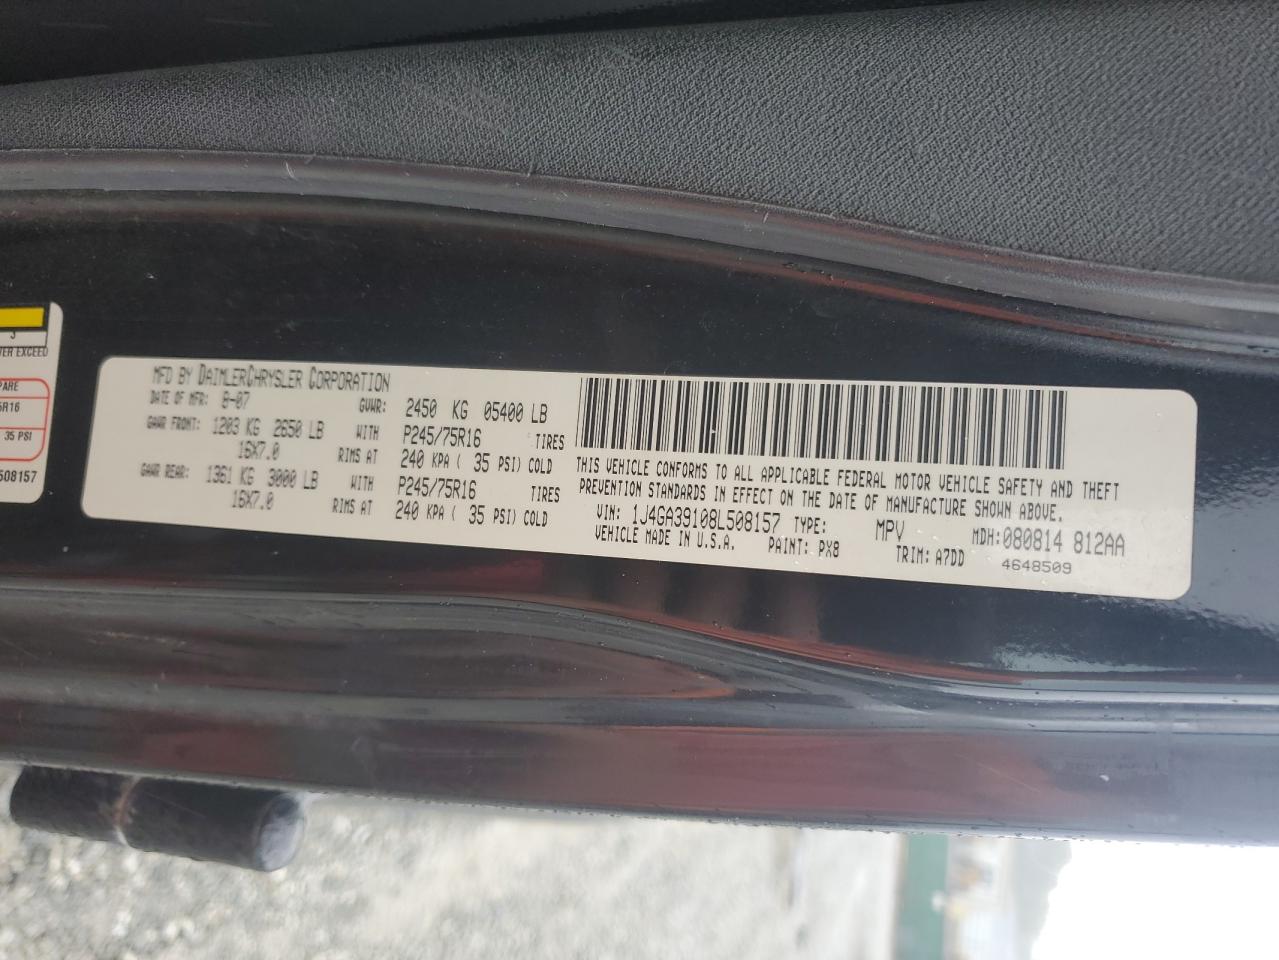 3
VER EXCEED
PARE
5R16
35 PSI
508157
MFD BY DAIMLERCHRYSLER CORPORATION
DATE OF MFR: 8-07 GVWR: 2450 KG 05400 LB
GAWR FRONT: 1203 KG 2650 LB WITH P245/75R16 TIRES
16X7.0 RIMS AT 240 KPA ( 35 PSI) COLD
GAWR REAR: 1361 KG 3000 LB WITH P245/75R16 TIRES
16X7.0 RIMS AT 240 KPA ( 35 PSI) COLD
THIS VEHICLE CONFORMS TO ALL APPLICABLE FEDERAL MOTOR VEHICLE SAFETY AND THEFT
PREVENTION STANDARDS IN EFFECT ON THE DATE OF MANUFACTURE SHOWN ABOVE.
VIN: 1J4GA39108L508157 TYPE: MPV MDH:080814 812AA
VEHICLE MADE IN U.S.A. PAINT: PX8 TRIM: A7DD 4648509